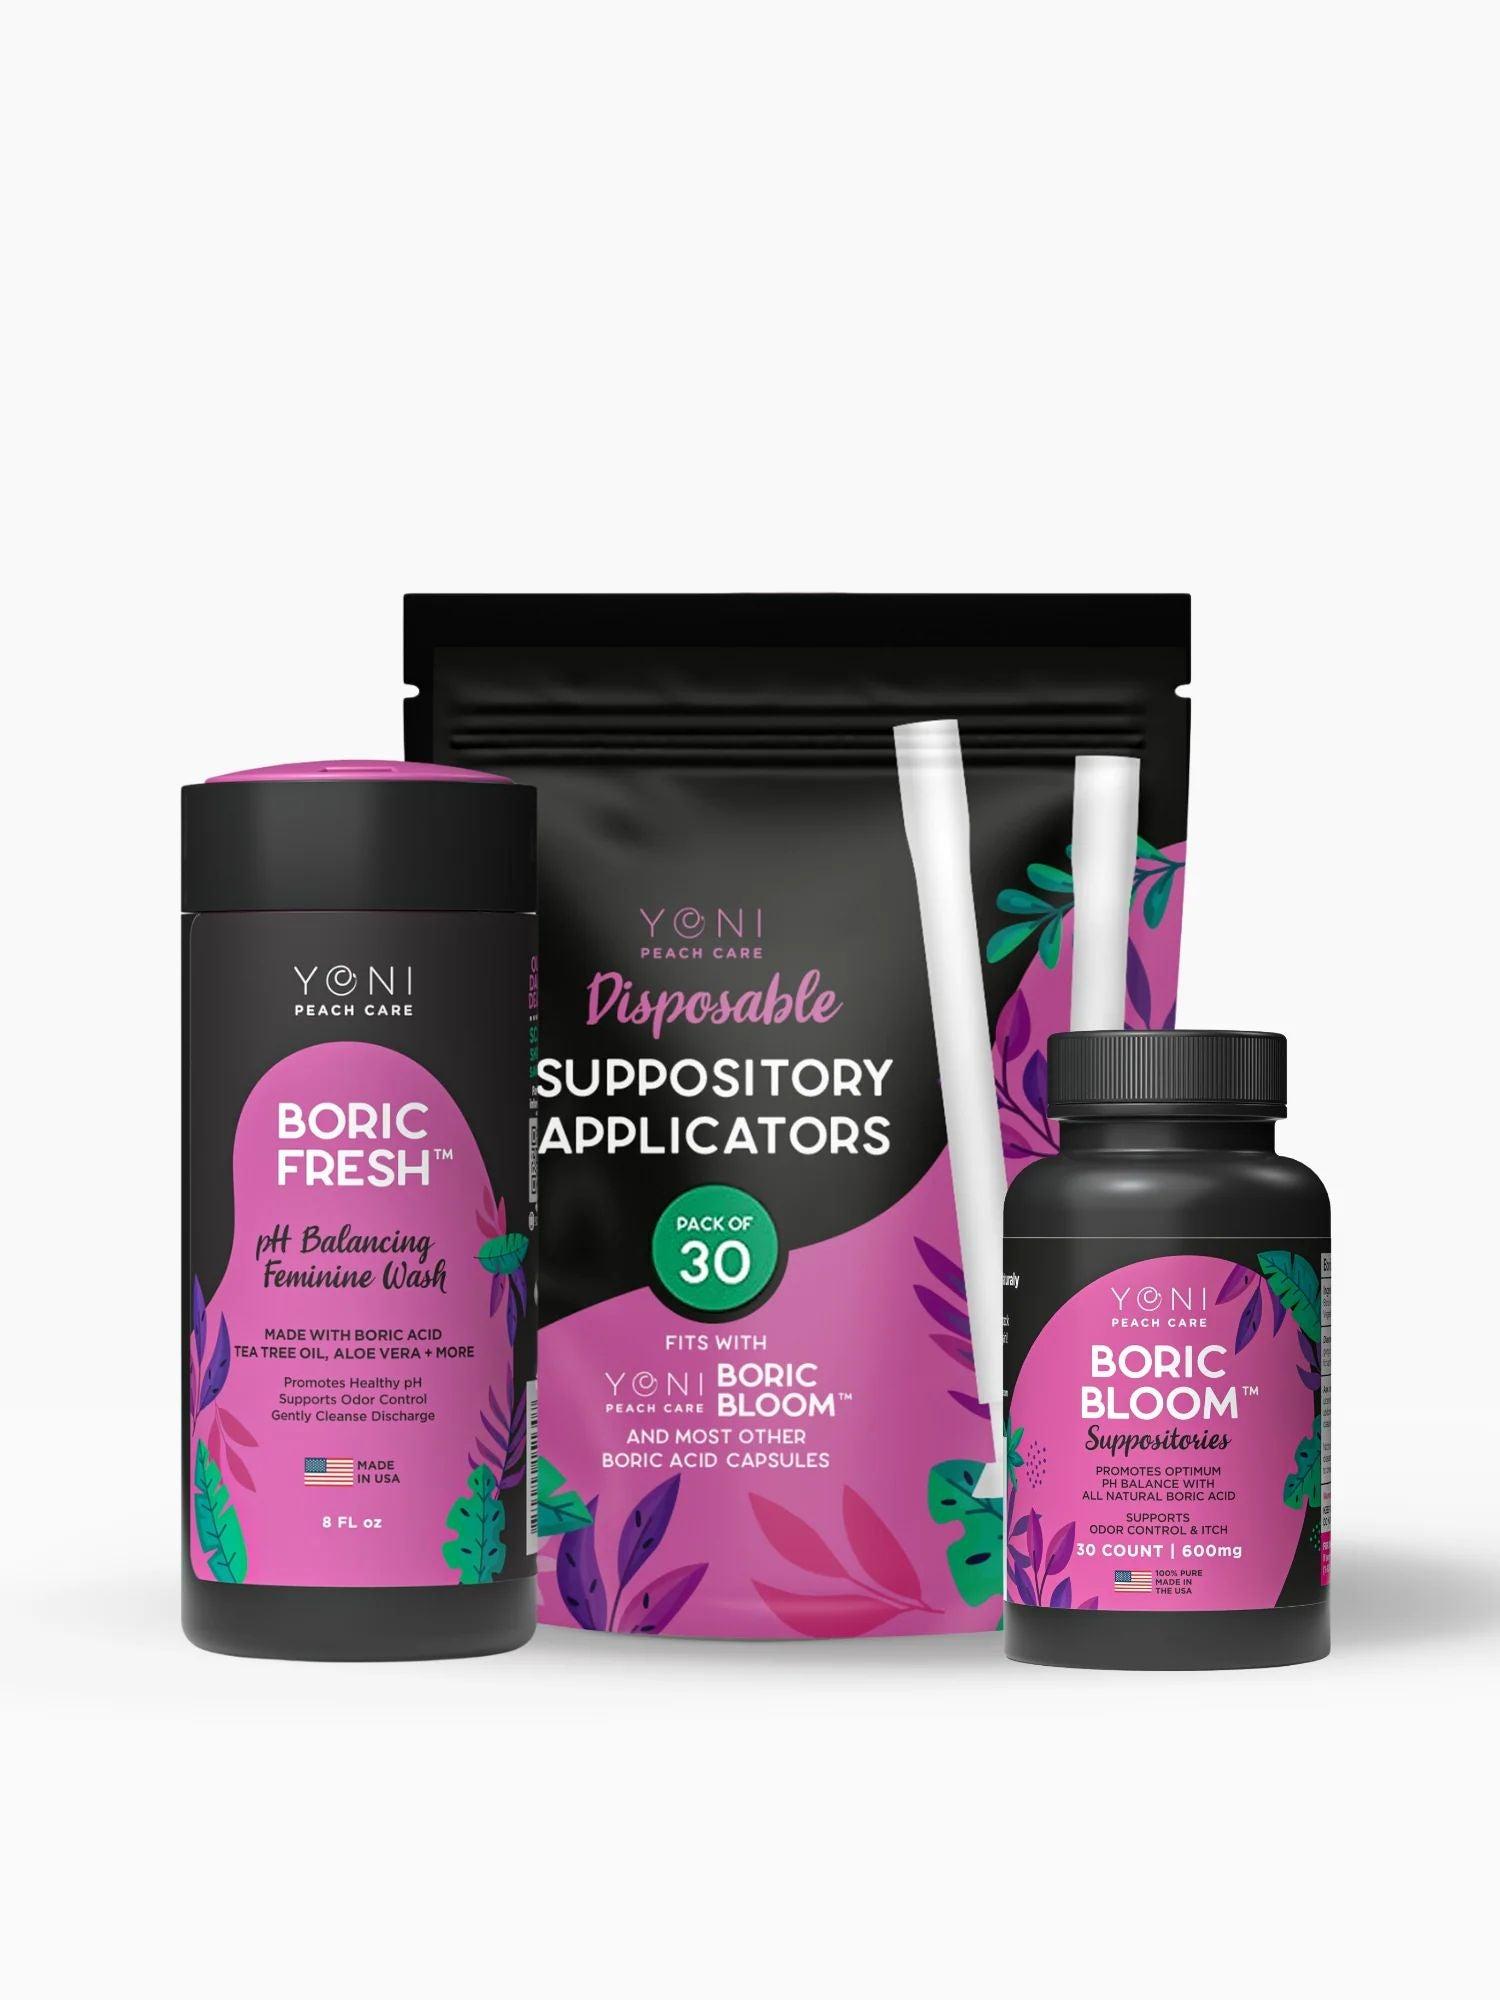 YONI
PEACH CARE
BORIC
FRESH™
pH Balancing
Feminine Wash
MADE WITH BORIC ACID
TEA TREE OIL, ALOE VERA + MORE
Promotes Healthy pH
Supports Odor Control
Gently Cleanse Discharge
MADE
IN USA
8 FL oz
YONI
PEACH CARE
Disposable
SUPPOSITORY
APPLICATORS
PACK OF
30
FITS WITH
YONI
PEACH CARE
BORIC
BLOOM™
AND MOST OTHER
BORIC ACID CAPSULES
YONI
PEACH CARE
BORIC
BLOOM™
Suppositories
PROMOTES OPTIMUM
PH BALANCE WITH
ALL NATURAL BORIC ACID
SUPPORTS
ODOR CONTROL & ITCH
30 COUNT | 600mg
100% PURE
MADE IN
THE USA